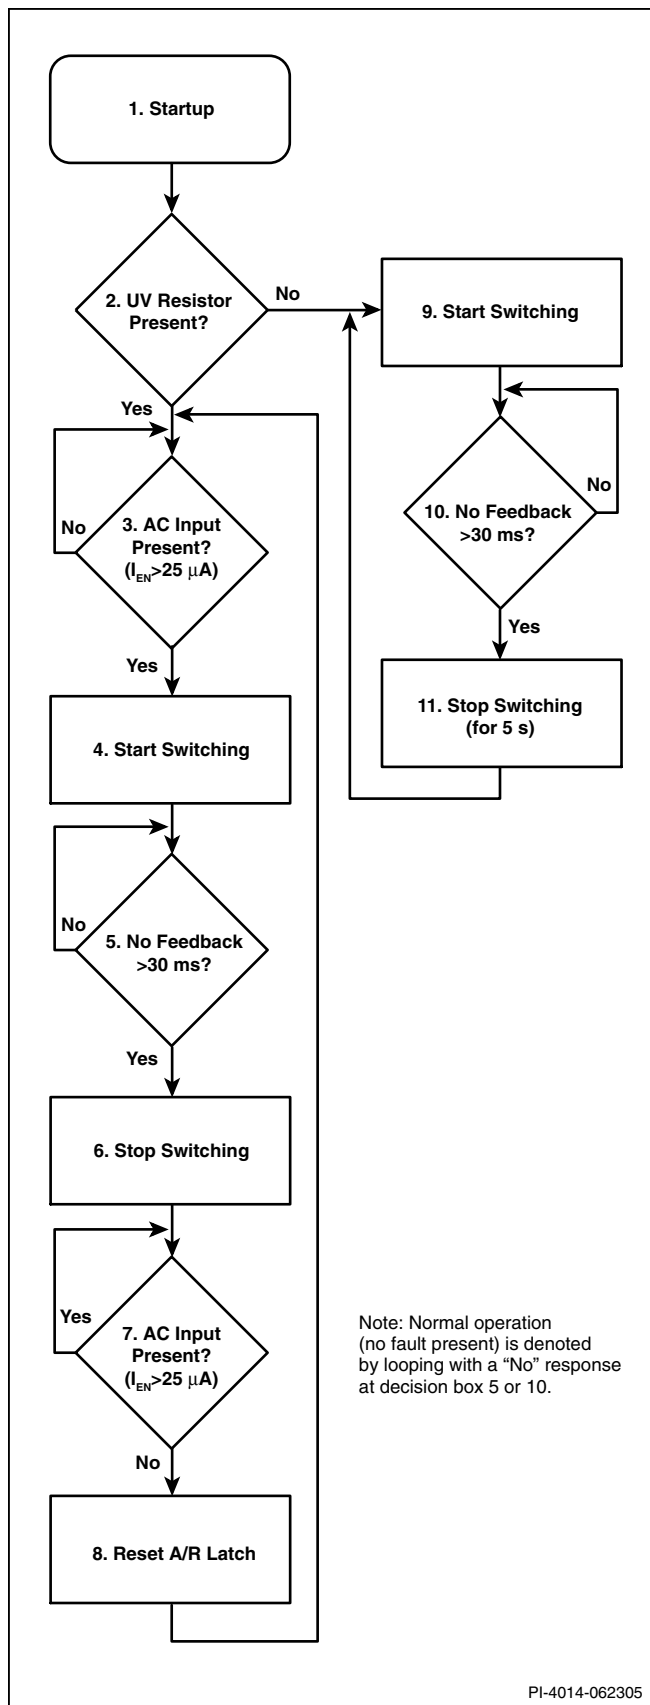 1. Startup
2. UV Resistor
Present?
No
9. Start Switching
Yes
No
3. AC Input
Present?
(IEN>25 µA)
10. No Feedback
>30 ms?
No
Yes
Yes
4. Start Switching
11. Stop Switching
(for 5 s)
No
5. No Feedback
>30 ms?
Yes
6. Stop Switching
Yes
7. AC Input
Present?
(IEN>25 µA)
No
8. Reset A/R Latch
Note: Normal operation
(no fault present) is denoted
by looping with a “No” response
at decision box 5 or 10.
PI-4014-062305